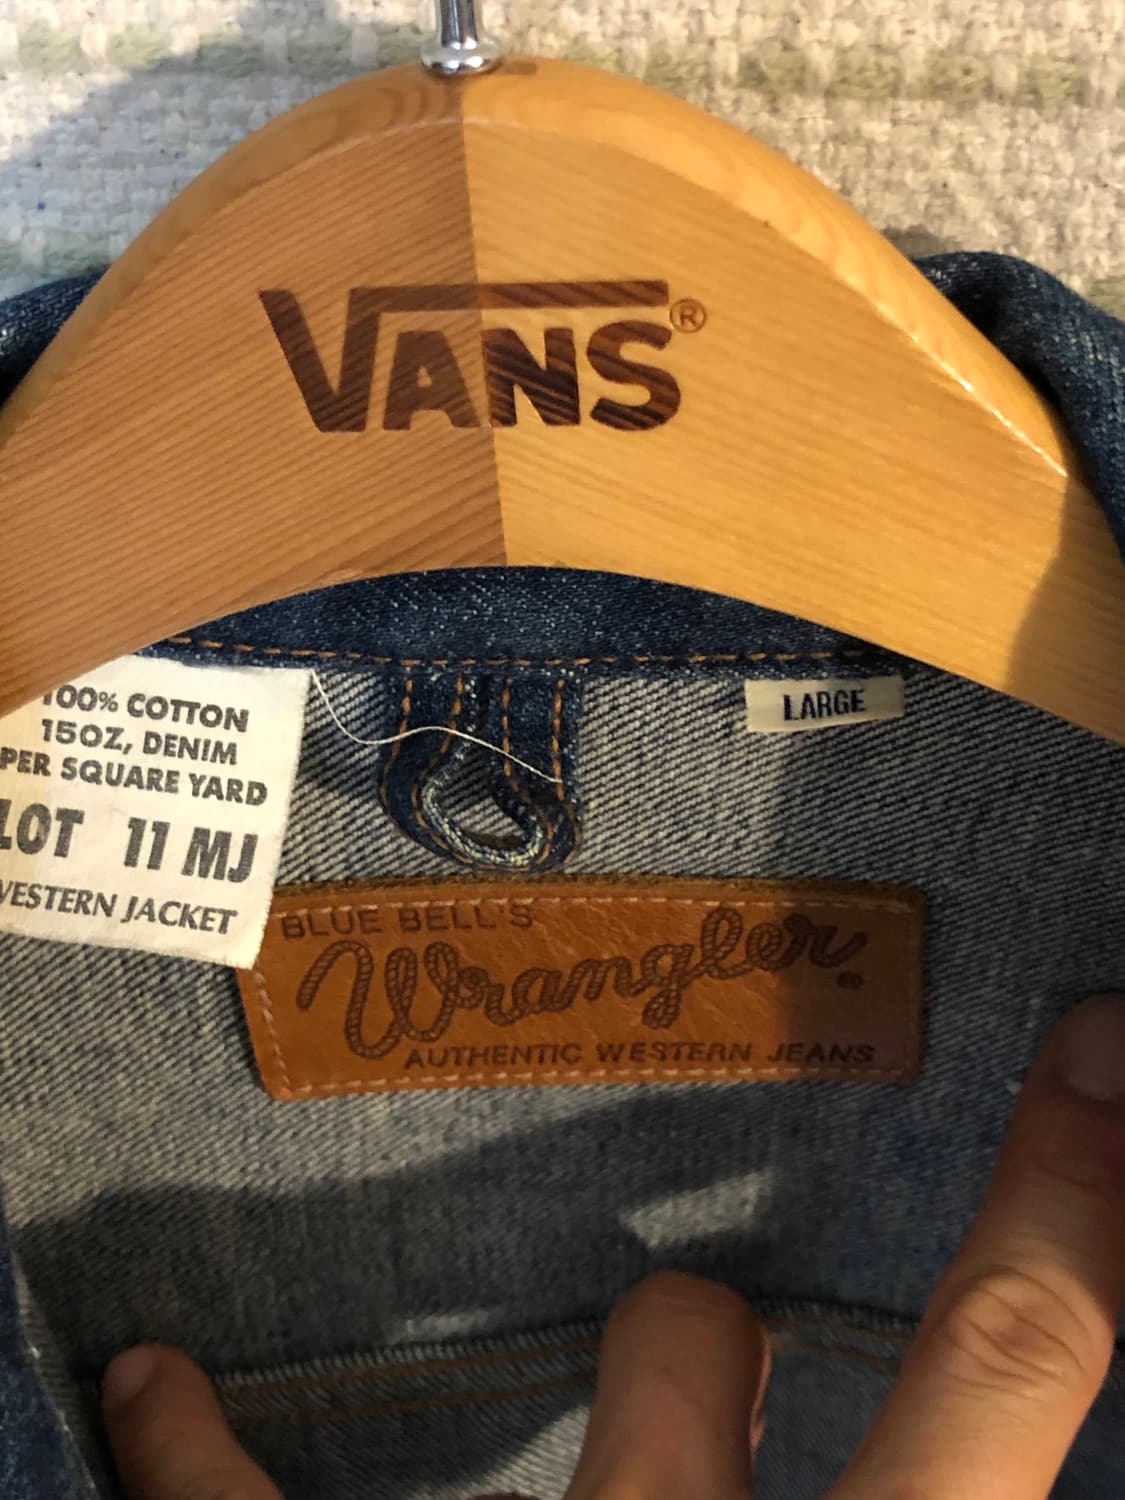 VANS®
100% COTTON
15OZ, DENIM
PER SQUARE YARD
LOT 11 MJ
WESTERN JACKET
LARGE
BLUE BELL'S
Wrangler®
AUTHENTIC WESTERN JEANS